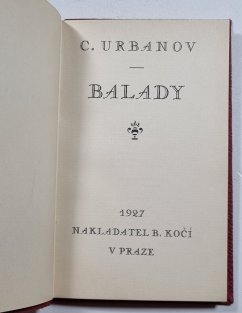 C. URBANOV
BALADY
1927
NAKLADATEL B. KOČÍ
V PRAZE